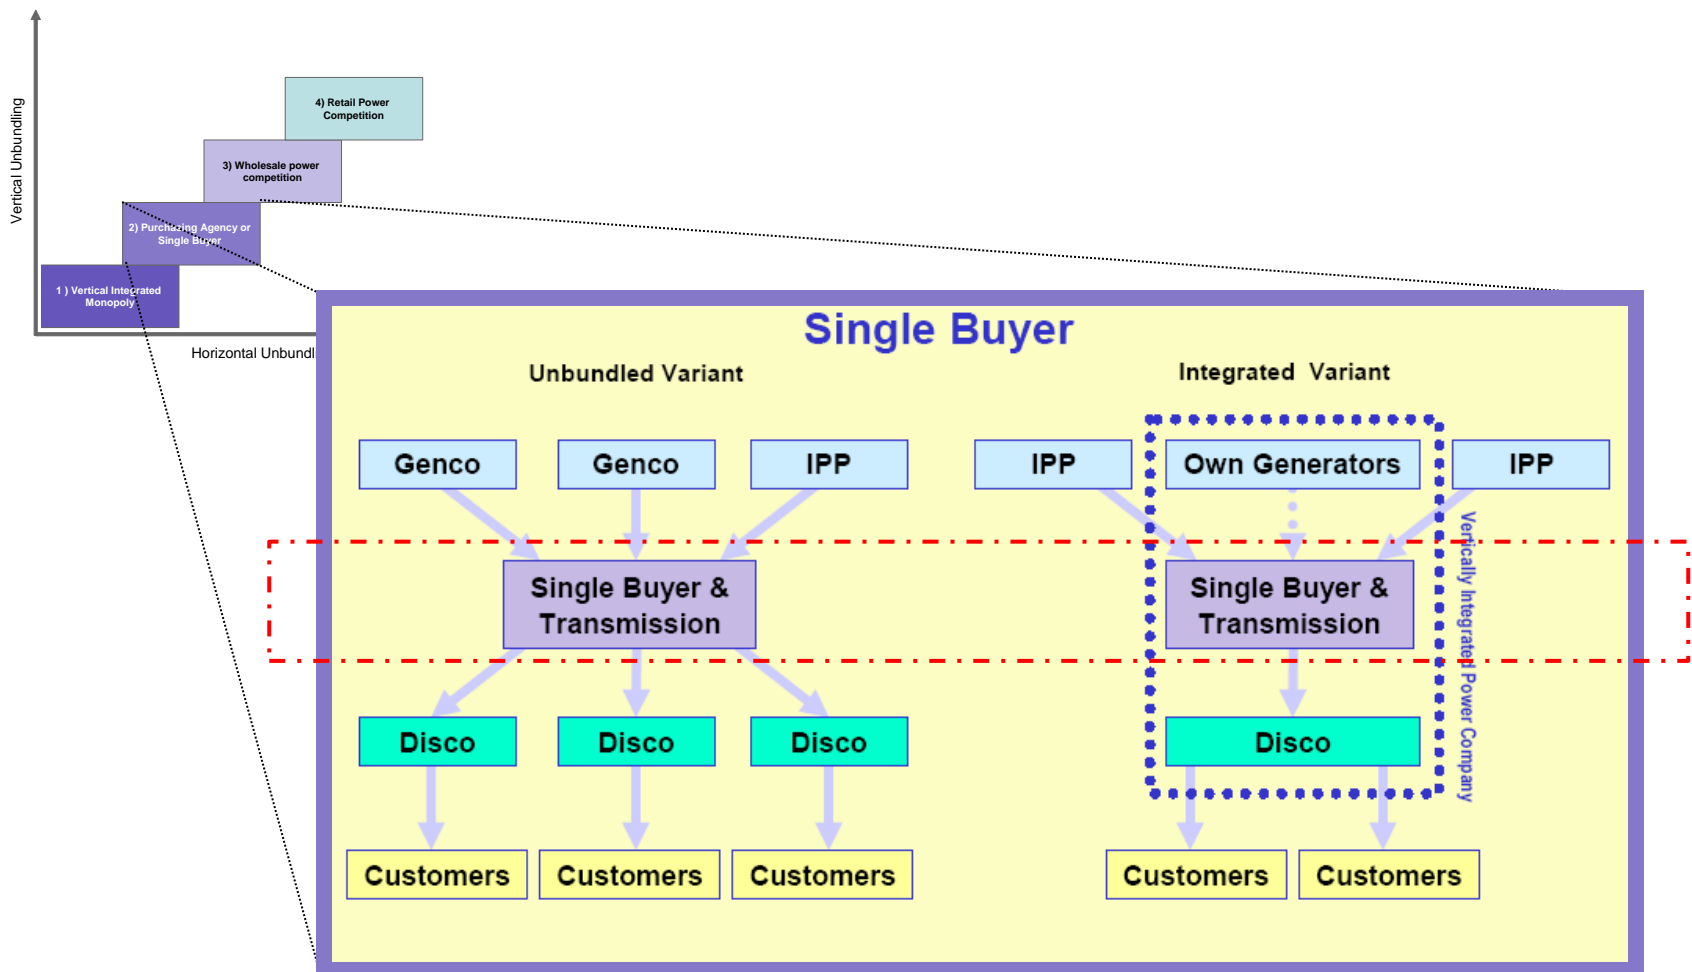 Vertical Unbundling
4) Retail Power
Competition
3) Wholesale power
competition
2) Purchazing Agency or
Single Buyer
1 ) Vertical Integrated
Monopoly
Horizontal Unbundl
Single Buyer
Unbundled Variant
Integrated Variant
Genco
Genco
IPP
IPP
Own Generators
IPP
Single Buyer &
Transmission
Single Buyer &
Transmission
Vertically Integrated Power Company
Disco
Disco
Disco
Disco
Customers
Customers
Customers
Customers
Customers